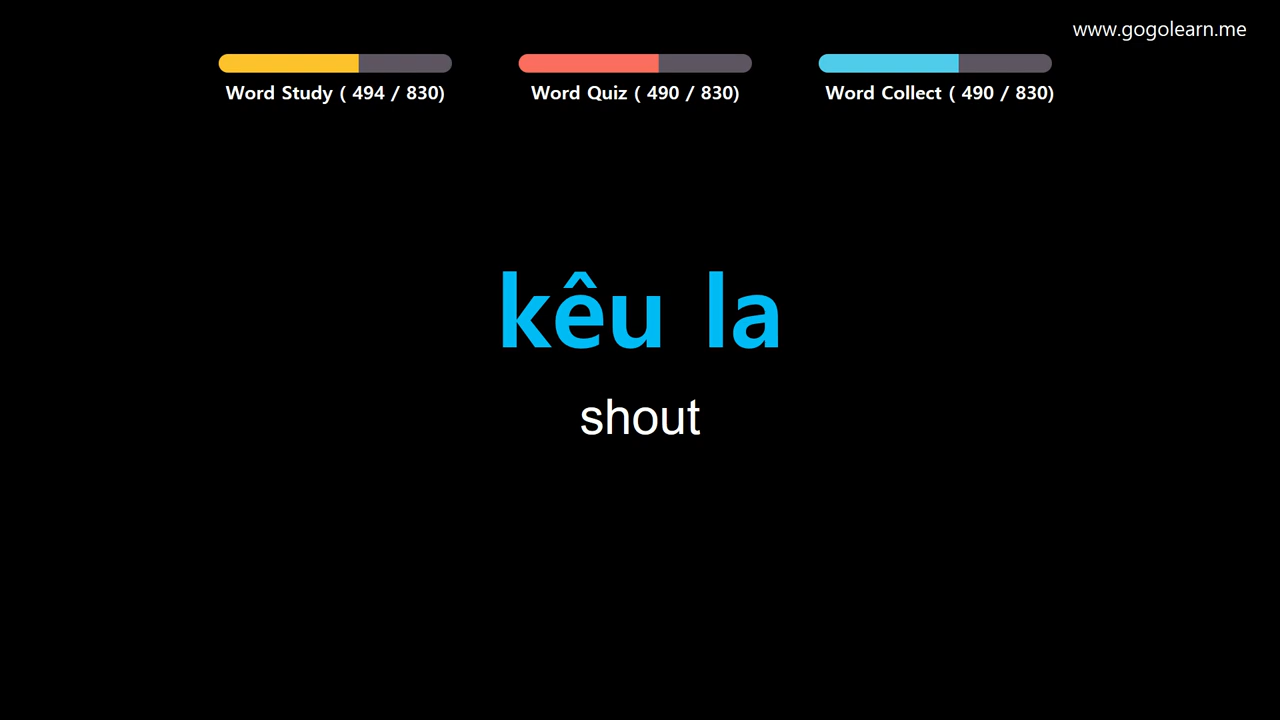 www.gogolearn.me
Word Study ( 494 / 830)
Word Quiz ( 490 / 830)
Word Collect ( 490 / 830)
kêu la
shout